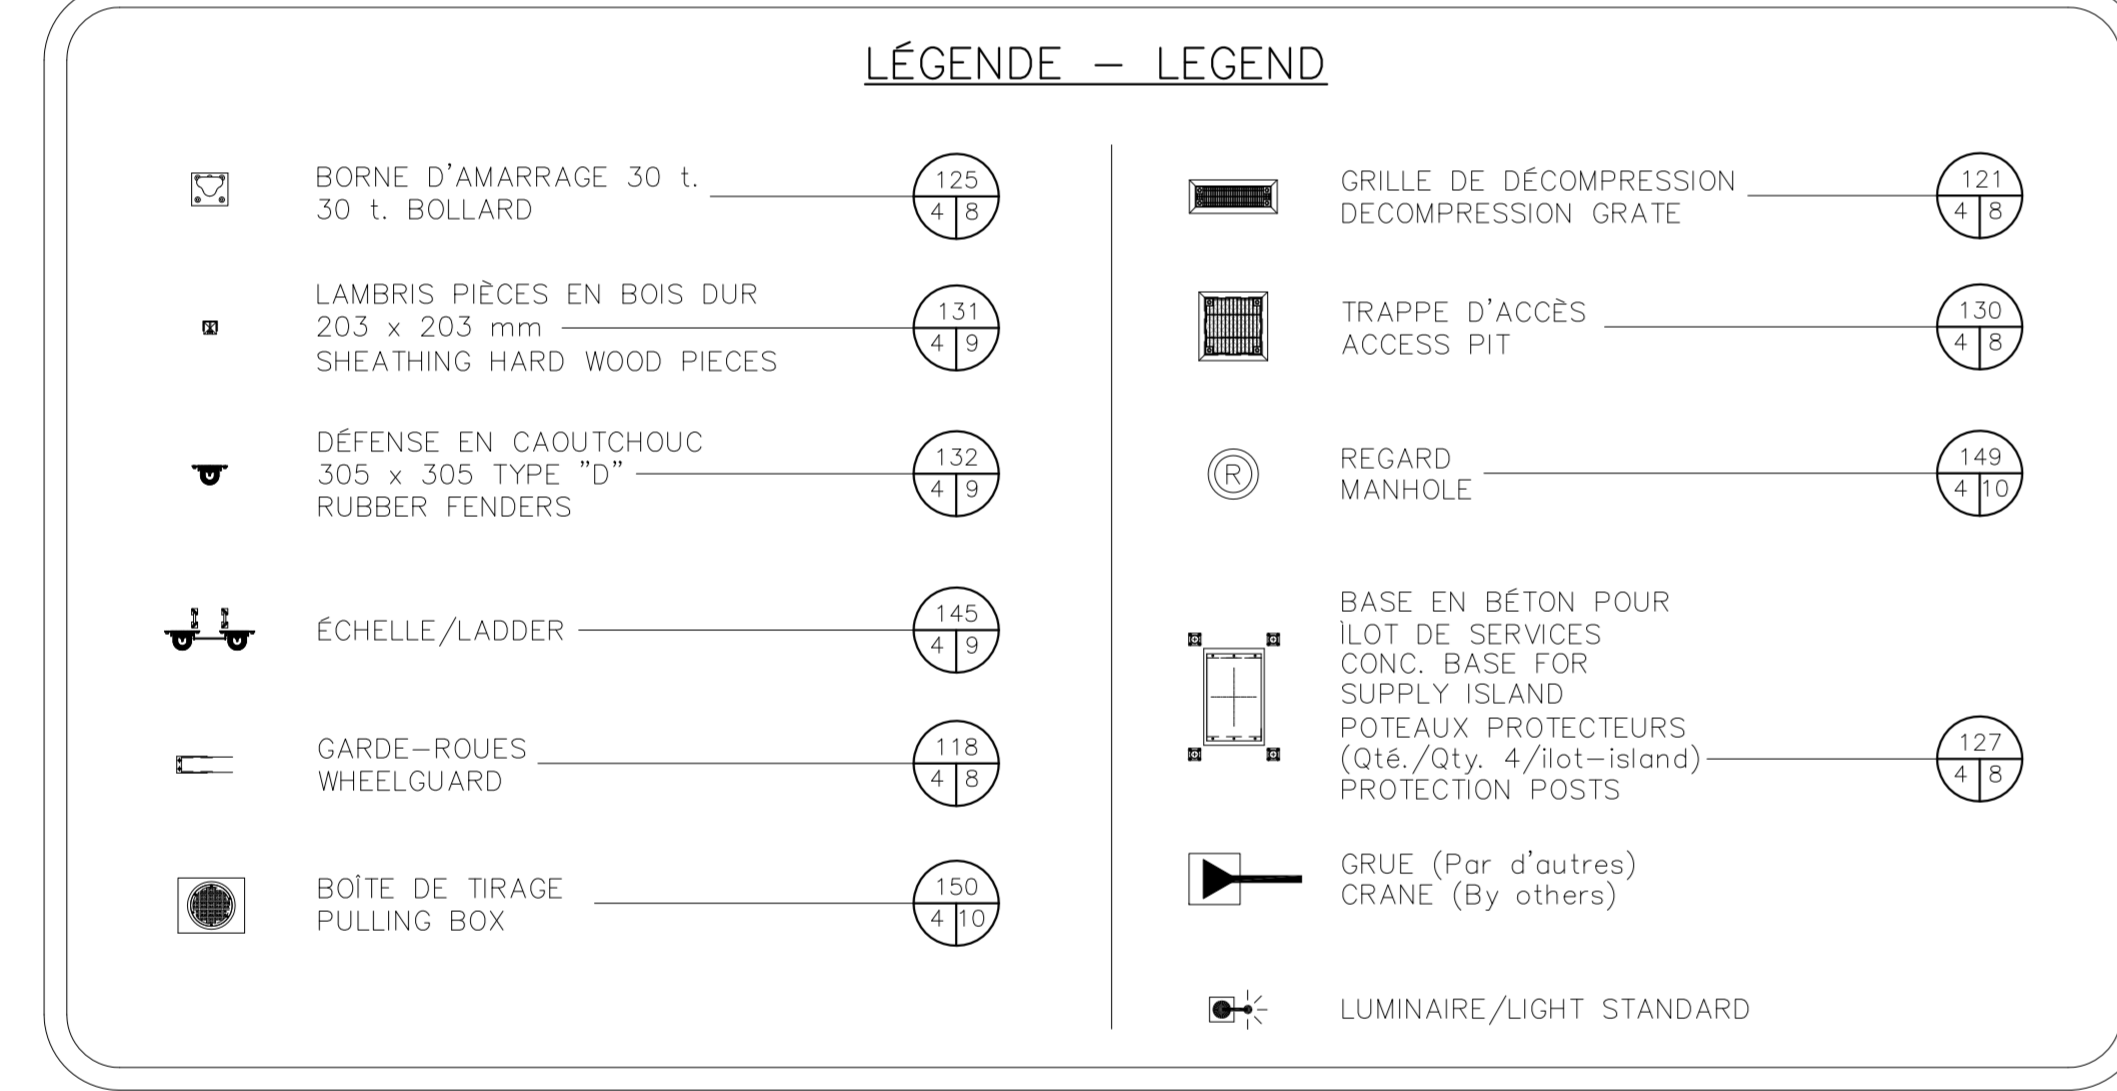 LÉGENDE – LEGEND
BORNE D'AMARRAGE 30 t.
30 t. BOLLARD
125
4 8
LAMBRIS PIÈCES EN BOIS DUR
203 x 203 mm
SHEATHING HARD WOOD PIECES
131
4 9
DÉFENSE EN CAOUTCHOUC
305 x 305 TYPE "D"
RUBBER FENDERS
132
4 9
ÉCHELLE/LADDER
145
4 9
GARDE–ROUES
WHEELGUARD
118
4 8
BOÎTE DE TIRAGE
PULLING BOX
150
4 10
GRILLE DE DÉCOMPRESSION
DECOMPRESSION GRATE
121
4 8
TRAPPE D'ACCÈS
ACCESS PIT
130
4 8
R
REGARD
MANHOLE
149
4 10
BASE EN BÉTON POUR
ÌLOT DE SERVICES
CONC. BASE FOR
SUPPLY ISLAND
POTEAUX PROTECTEURS
(Qté./Qty. 4/ilot–island)
PROTECTION POSTS
127
4 8
GRUE (Par d'autres)
CRANE (By others)
LUMINAIRE/LIGHT STANDARD